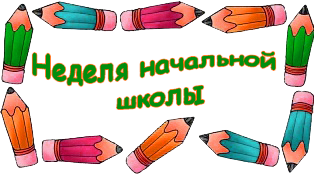 Неделя начальной
школы